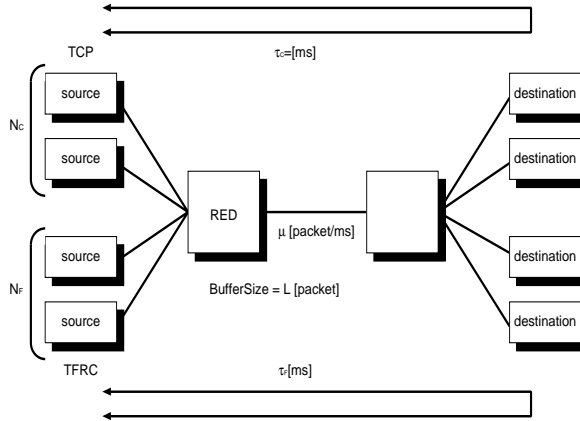 TCP
τc=[ms]
source
destination
Nc
source
destination
RED
μ [packet/ms]
source
destination
NF
BufferSize = L [packet]
source
destination
TFRC
τF[ms]